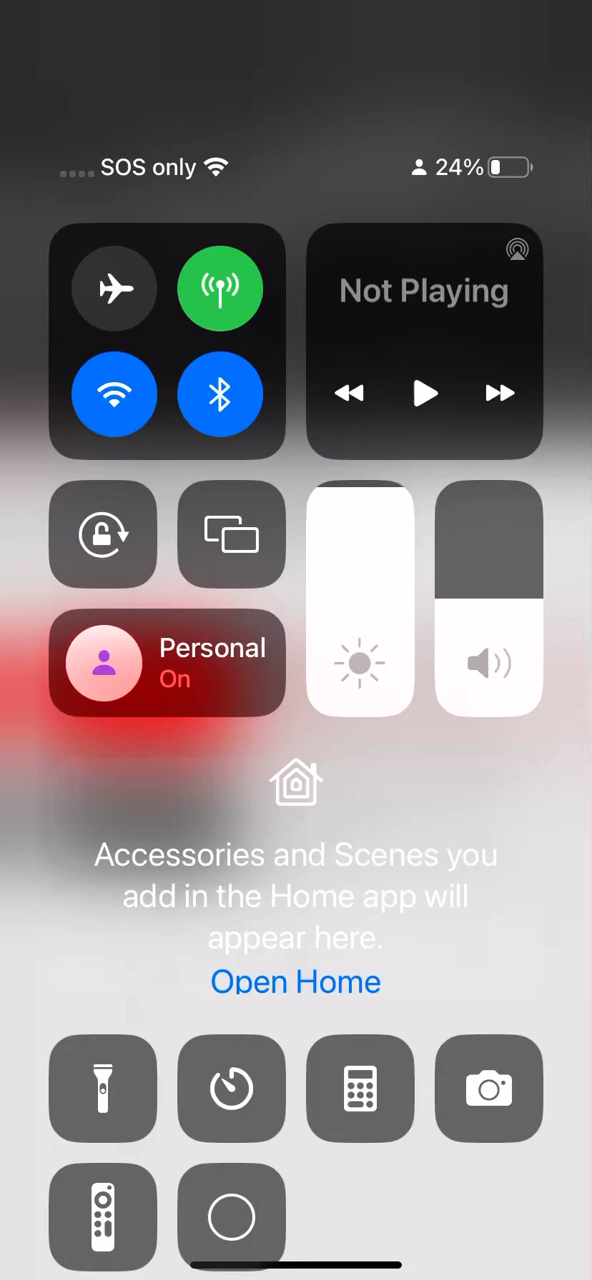 SOS only
24%
Not Playing
Personal
On
Accessories and Scenes you
add in the Home app will
appear here.
Open Home